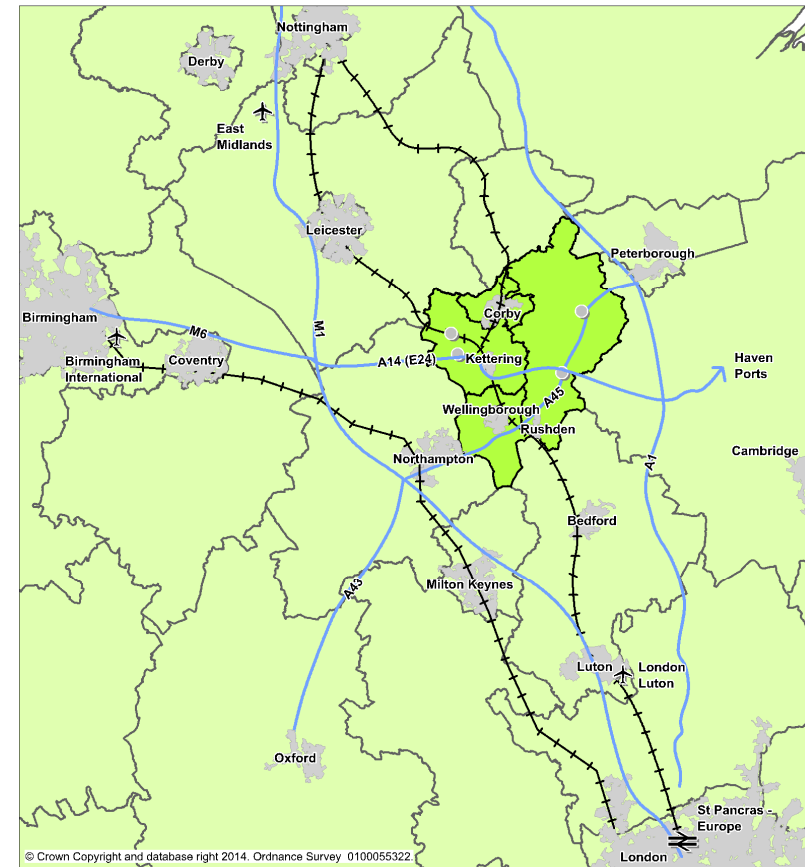 Nottingham
Derby
East
Midlands
Leicester
Peterborough
Birmingham
M6
M1
Corby
Birmingham
International
Coventry
A14 (E24)
Kettering
Haven
Ports
A45
Wellingborough
Rushden
Northampton
A1
Cambridge
Bedford
Milton Keynes
A43
Luton
London
Luton
Oxford
St Pancras -
Europe
London
© Crown Copyright and database right 2014. Ordnance Survey 0100055322.